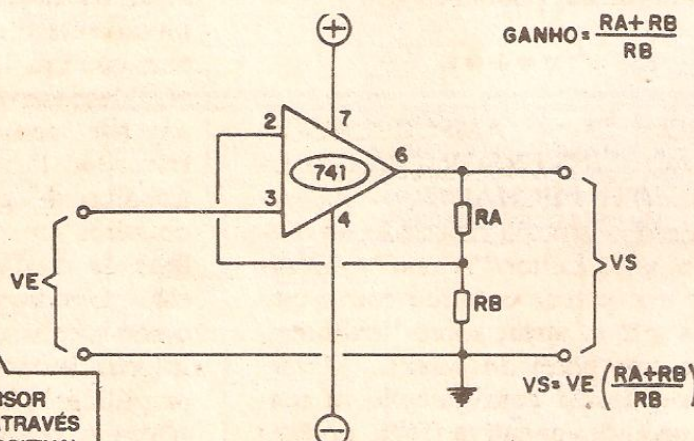 GANHO= RA+RB
RB
2
7
741
6
3
4
RA
VE
VS
RB
VS= VE (RA+RB)
RB
SOR
TRAVÉS